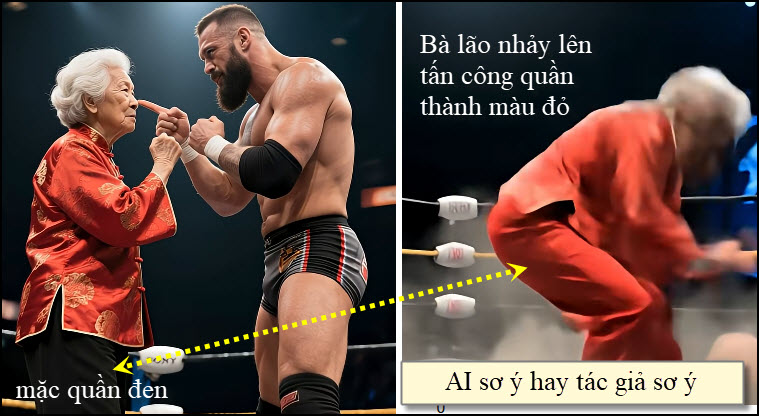 Bà lão nhảy lên
tấn công quần
thành màu đỏ
mặc quần đen
AI sơ ý hay tác giả sơ ý